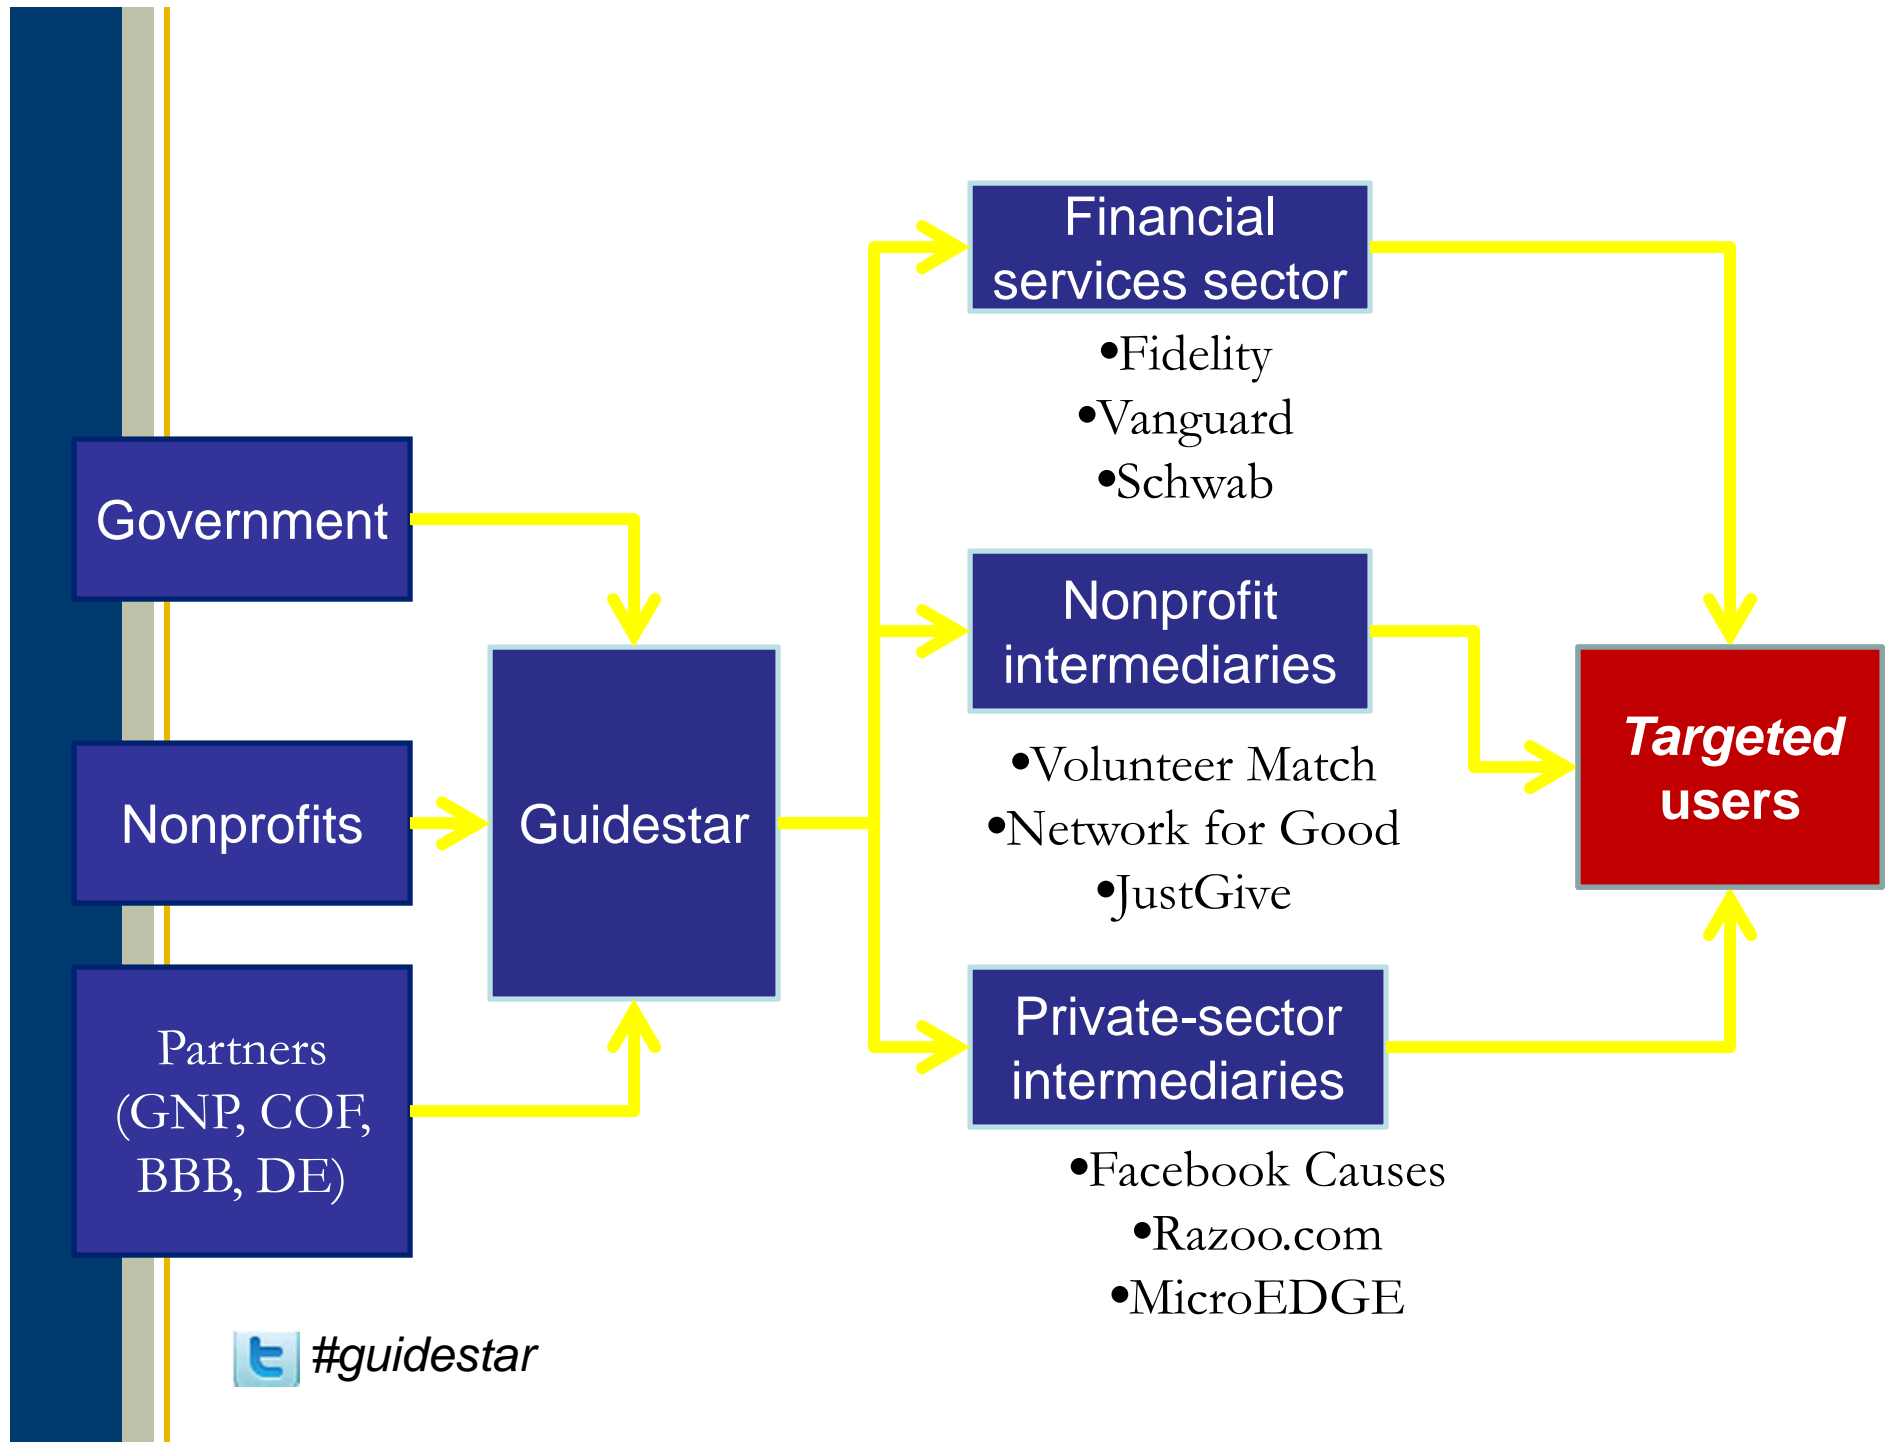 Government
Nonprofits
Partners
(GNP, COF,
BBB, DE)
Guidestar
Financial
services sector
•Fidelity
•Vanguard
•Schwab
Nonprofit
intermediaries
•Volunteer Match
•Network for Good
•JustGive
Private-sector
intermediaries
•Facebook Causes
•Razoo.com
•MicroEDGE
Targeted
users
t
#guidestar